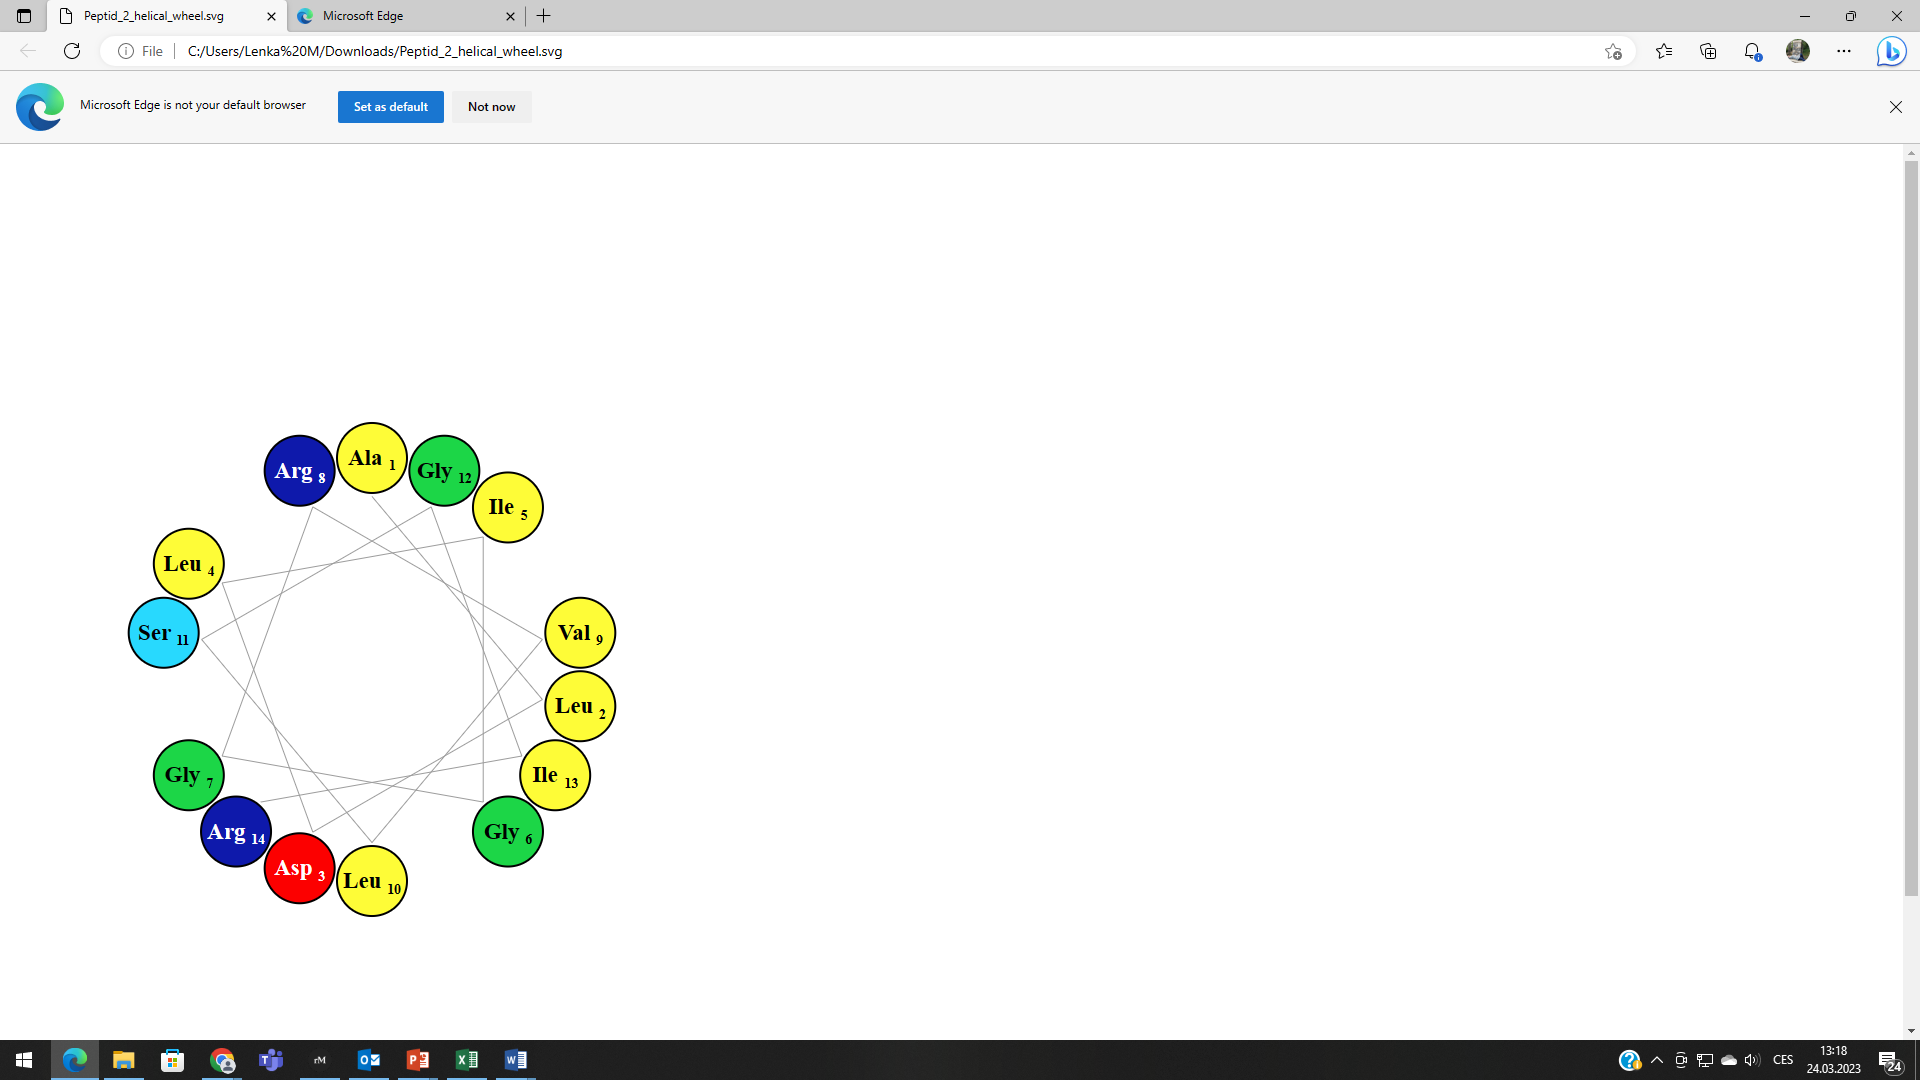 Peptid_2_helical_wheel.svg
Microsoft Edge
File
C:/Users/Lenka%20M/Downloads/Peptid_2_helical_wheel.svg
Microsoft Edge is not your default browser
Set as default
Not now
Arg 8
Ala 1
Gly 12
Ile 5
Leu 4
Ser 11
Val 9
Leu 2
Gly 7
Ile 13
Arg 14
Gly 6
Asp 3
Leu 10
rM
CES
13:18
24.03.2023
24